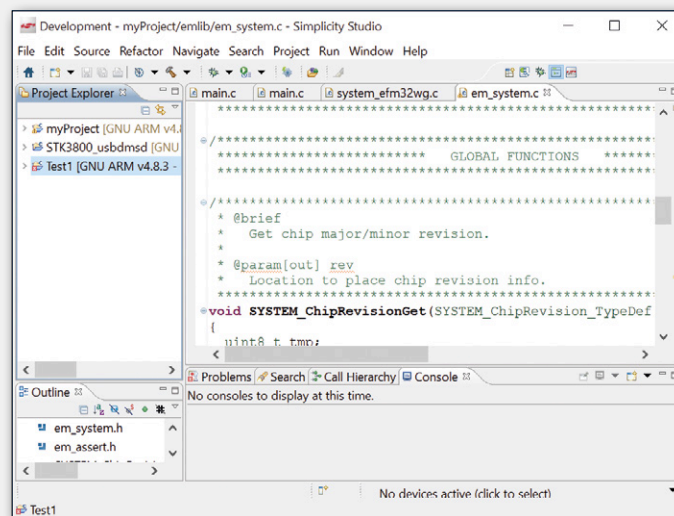 Development - myProject/emlib/em_system.c - Simplicity Studio
File Edit Source Refactor Navigate Search Project Run Window Help
Project Explorer
myProject [GNU ARM v4.8
STK3800_usbdmsd [GNU
Test1 [GNU ARM v4.8.3 -
main.c main.c system_efm32wg.c em_system.c
GLOBAL FUNCTIONS
* @brief
* Get chip major/minor revision.
*
* @param[out] rev
* Location to place chip revision info.
void SYSTEM_ChipRevisionGet(SYSTEM_ChipRevision_TypeDef
{
uint8_t tmp;
Outline
em_system.h
em_assert.h
Problems Search Call Hierarchy Console
No consoles to display at this time.
No devices active (click to select)
Test1